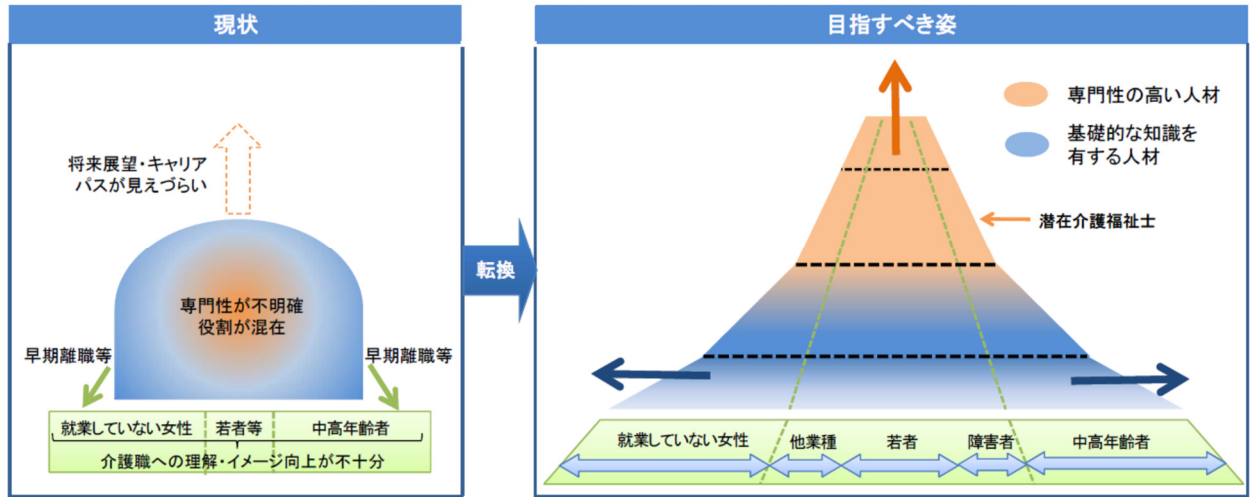 現状
将来展望・キャリア
パスが見えづらい
専門性が不明確
役割が混在
早期離職等
早期離職等
就業していない女性
若者等
中高年齢者
介護職への理解・イメージ向上が不十分
転換
目指すべき姿
専門性の高い人材
基礎的な知識を
有する人材
潜在介護福祉士
就業していない女性
他業種
若者
障害者
中高年齢者